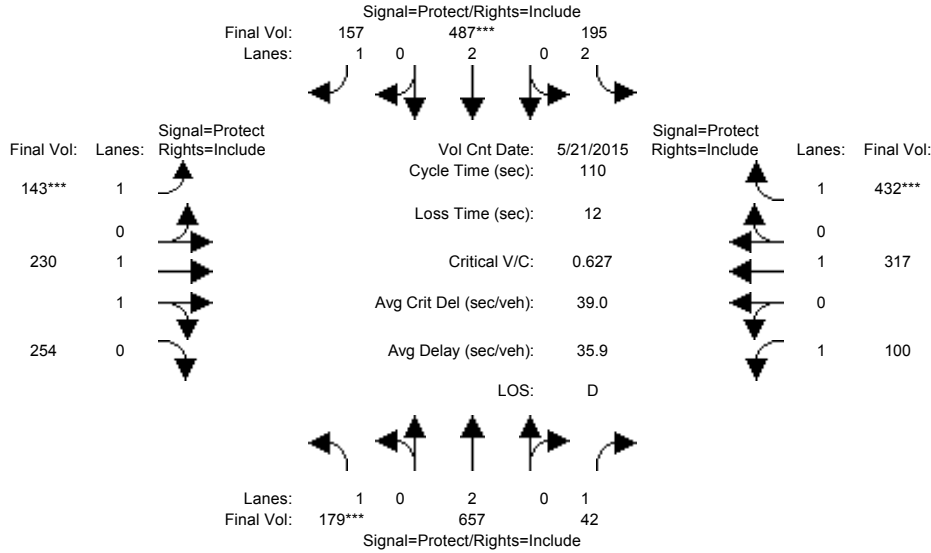 Signal=Protect/Rights=Include
Final Vol: 157 487*** 195
Lanes: 1 0 2 0 2
Signal=Protect Signal=Protect
Final Vol: Lanes: Rights=Include Vol Cnt Date: 5/21/2015 Rights=Include Lanes: Final Vol:
Cycle Time (sec): 110
143*** 1 1 432***
Loss Time (sec): 12
0 0
230 1 Critical V/C: 0.627 1 317
1 Avg Crit Del (sec/veh): 39.0 0
254 0 Avg Delay (sec/veh): 35.9 1 100
LOS: D
Lanes: 1 0 2 0 1
Final Vol: 179*** 657 42
Signal=Protect/Rights=Include